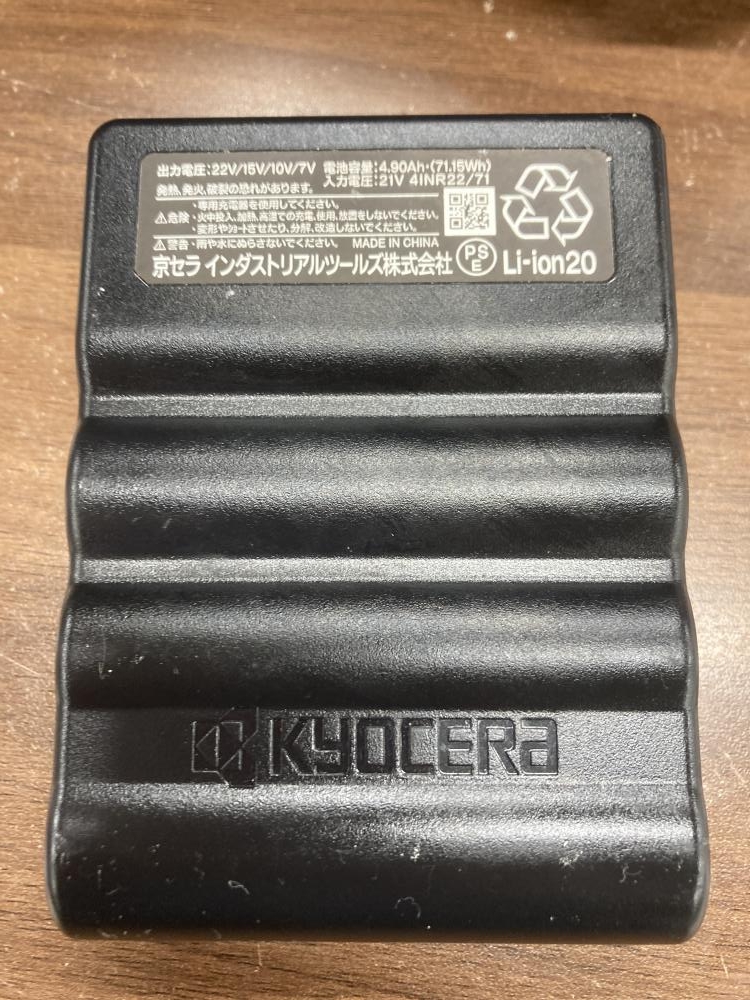 出力電圧:22V/15V/10V/7V 電池容量:4.90Ah・(71.15Wh)
発熱、発火、破裂の恐れがあります。 入力電圧:21V 4INR22/71
⚠危険
・専用充電器を使用してください。
・火中投入、加熱、高温での充電、使用、放置をしないでください。
・変形やショートさせたり、分解、改造しないでください。
⚠警告・雨や水にぬらさないでください。 MADE IN CHINA
京セラ インダストリアルツールズ株式会社 PSE Li-ion20
Li-ion
KYOCERA